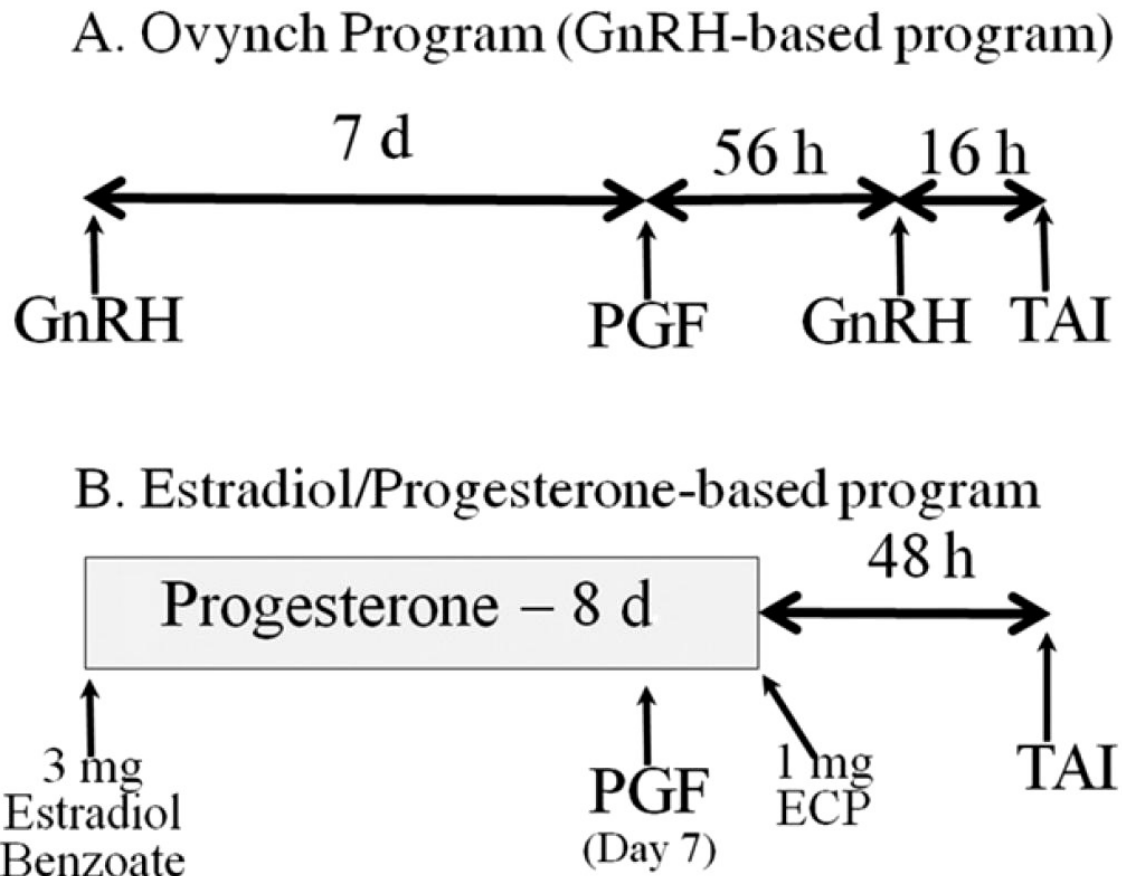 A. Ovynch Program (GnRH-based program)
7 d
56 h
16 h
GnRH
PGF
GnRH
TAI
B. Estradiol/Progesterone-based program
48 h
Progesterone – 8 d
3 mg
Estradiol
Benzoate
PGF
(Day 7)
1 mg
ECP
TAI